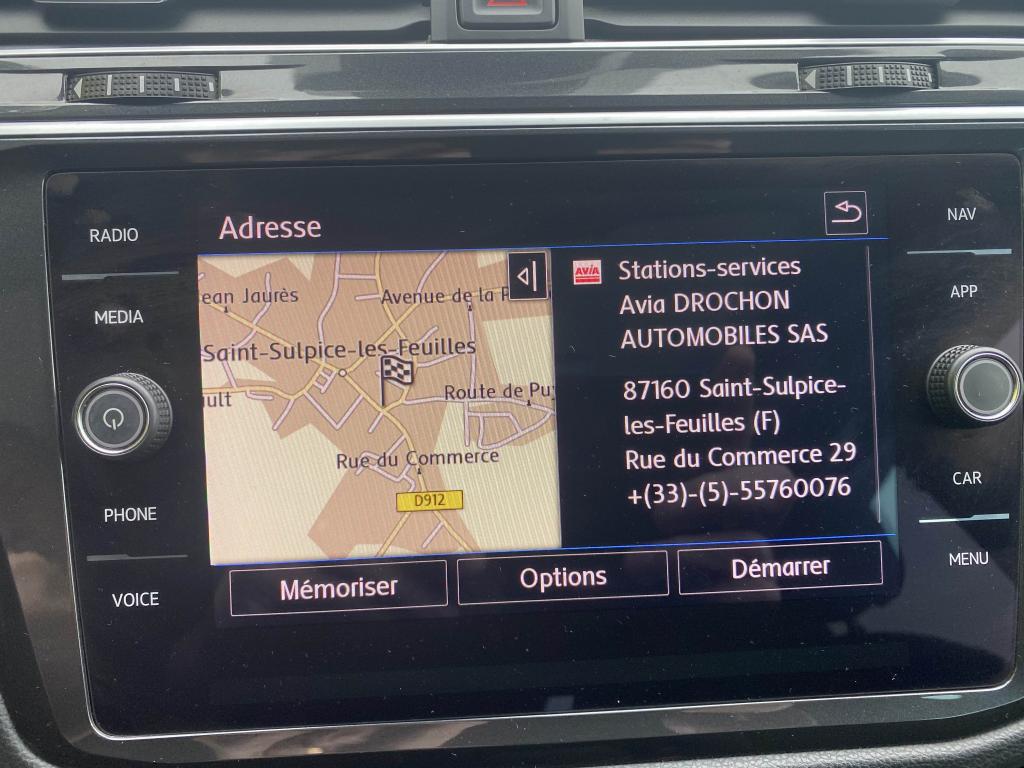 RADIO
MEDIA
PHONE
VOICE
Adresse
ean Jaurès
Avenue de la
Saint-Sulpice-les-Feuilles
ult
Route de Pu
Rue du Commerce
D912
AVIA
Stations-services
Avia DROCHON
AUTOMOBILES SAS
87160 Saint-Sulpice-
les-Feuilles (F)
Rue du Commerce 29
+(33)-(5)-55760076
Mémoriser
Options
Démarrer
NAV
APP
CAR
MENU